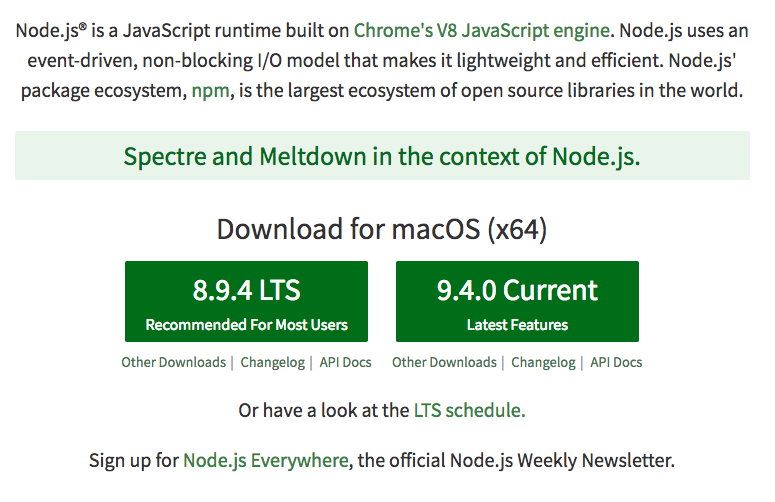 Node.js® is a JavaScript runtime built on Chrome's V8 JavaScript engine. Node.js uses an
event-driven, non-blocking I/O model that makes it lightweight and efficient. Node.js'
package ecosystem, npm, is the largest ecosystem of open source libraries in the world.
Spectre and Meltdown in the context of Node.js.
Download for macOS (x64)
8.9.4 LTS
Recommended For Most Users
9.4.0 Current
Latest Features
Other Downloads | Changelog | API Docs
Other Downloads | Changelog | API Docs
Or have a look at the LTS schedule.
Sign up for Node.js Everywhere, the official Node.js Weekly Newsletter.